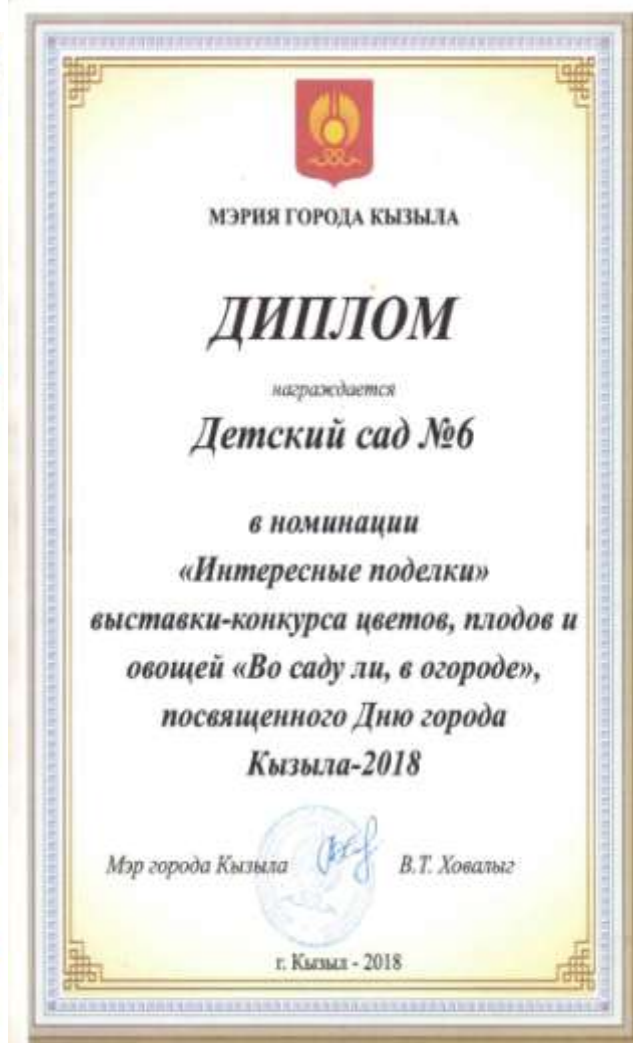 МЭРИЯ ГОРОДА КЫЗЫЛА
ДИПЛОМ
награждается
Детский сад №6
в номинации
«Интересные поделки»
выставки-конкурса цветов, плодов и
овощей «Во саду ли, в огороде»,
посвященного Дню города
Кызыла-2018
Мэр города Кызыла В.Т. Ховалыг
г. Кызыл - 2018